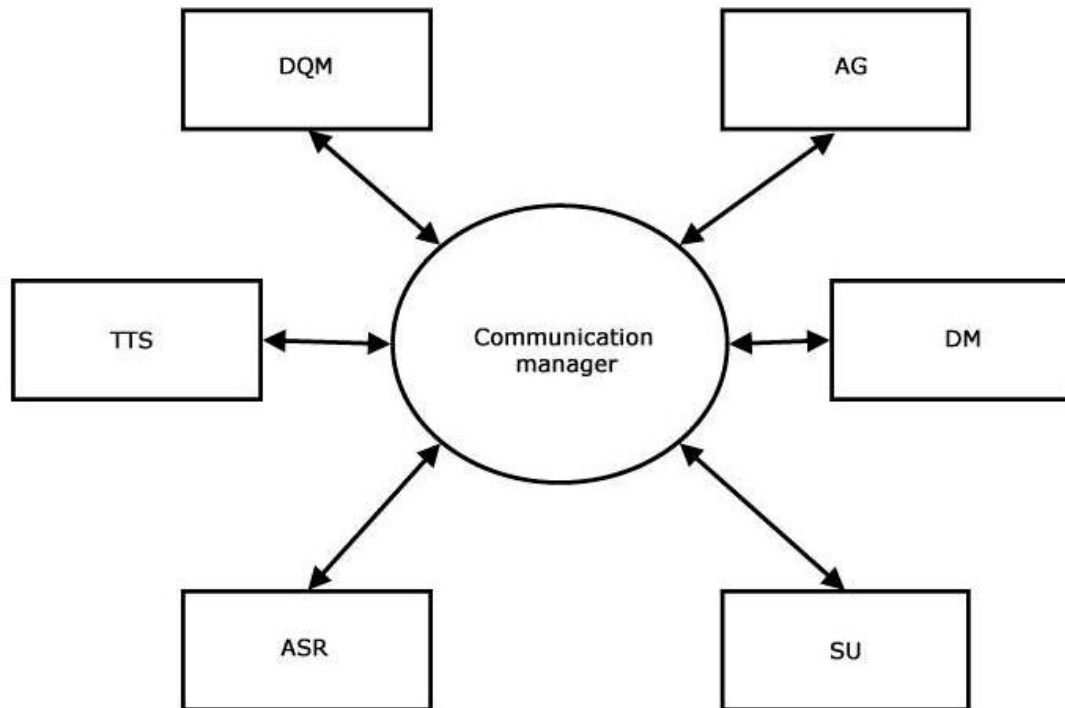 DQM
AG
TTS
Communication
manager
DM
ASR
SU